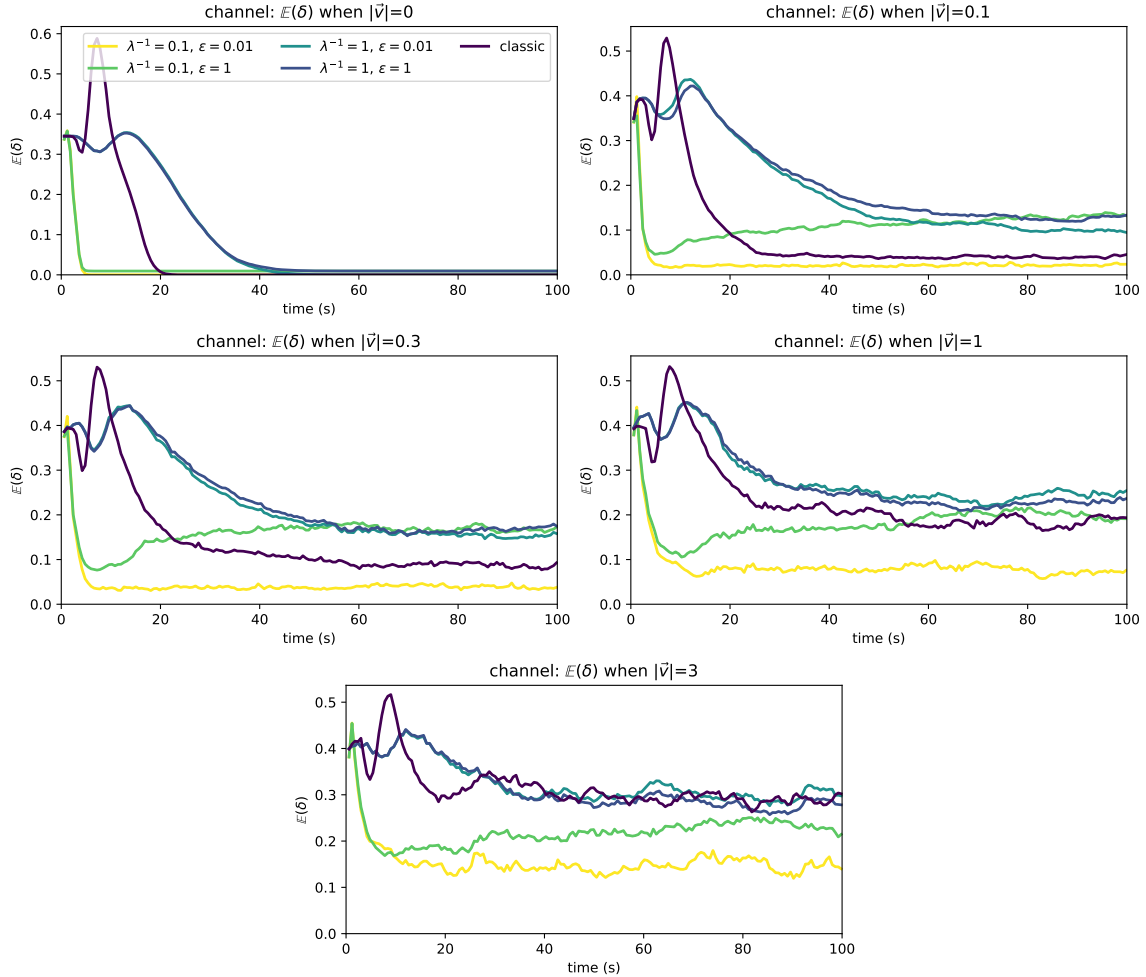 channel: 𝔼(δ) when |v⃗|=0
λ⁻¹ = 0.1, ε = 0.01
λ⁻¹ = 0.1, ε = 1
λ⁻¹ = 1, ε = 0.01
λ⁻¹ = 1, ε = 1
classic
𝔼(δ)
0.6
0.5
0.4
0.3
0.2
0.1
0.0
0 20 40 60 80 100
time (s)
channel: 𝔼(δ) when |v⃗|=0.1
𝔼(δ)
0.5
0.4
0.3
0.2
0.1
0.0
0 20 40 60 80 100
time (s)
channel: 𝔼(δ) when |v⃗|=0.3
𝔼(δ)
0.5
0.4
0.3
0.2
0.1
0.0
0 20 40 60 80 100
time (s)
channel: 𝔼(δ) when |v⃗|=1
𝔼(δ)
0.5
0.4
0.3
0.2
0.1
0.0
0 20 40 60 80 100
time (s)
channel: 𝔼(δ) when |v⃗|=3
𝔼(δ)
0.5
0.4
0.3
0.2
0.1
0.0
0 20 40 60 80 100
time (s)